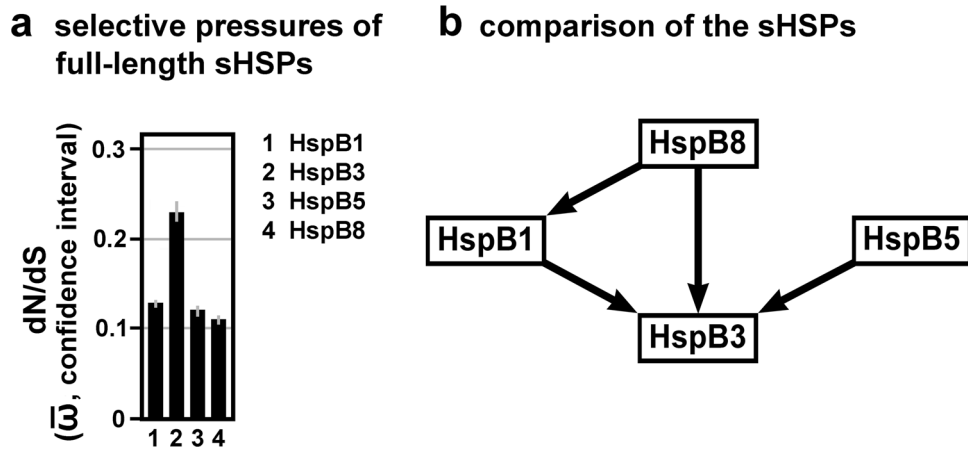 a selective pressures of
full-length sHSPs
dN/dS
(ω̅, confidence interval)
0.3
0.2
0.1
0
1 2 3 4
1 HspB1
2 HspB3
3 HspB5
4 HspB8
b comparison of the sHSPs
HspB8
HspB1
HspB5
HspB3